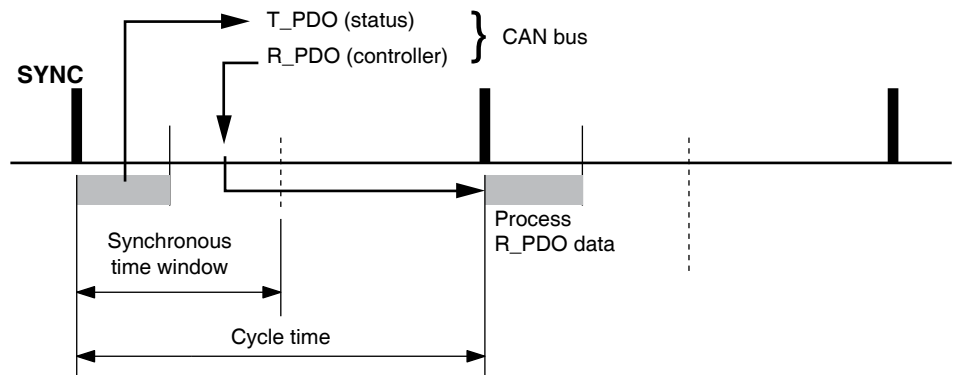 T_PDO (status)
R_PDO (controller)
} CAN bus
SYNC
Process
R_PDO data
Synchronous
time window
Cycle time